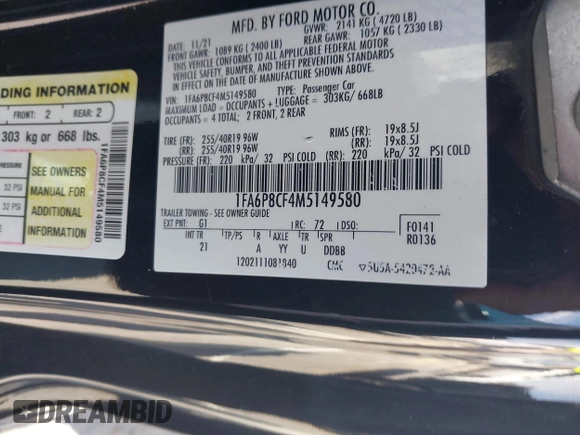 MFD. BY FORD MOTOR CO.
11/21 GVWR: 2141 KG ( 4720 LB)
FRONT GAWR: 1089 KG ( 2400 LB) REAR GAWR: 1057 KG ( 2330 LB)
THIS VEHICLE CONFORMS TO ALL APPLICABLE FEDERAL MOTOR
VEHICLE SAFETY, BUMPER, AND THEFT PREVENTION STANDARDS
IN EFFECT ON THE DATE OF MANUFACTURE SHOWN ABOVE.
VIN: 1FA6P8CF4M5149580 TYPE: Passenger Car
MAXIMUM LOAD = OCCUPANTS + LUGGAGE = 303KG/ 668LB
OCCUPANTS = 4 TOTAL; 2 FRONT, 2 REAR
TIRE (FR): 255/40R19 96W RIMS (FR): 19x8.5J
(RR): 255/40R19 96W (RR): 19x8.5J
PRESSURE (FR): 220 kPa/ 32 PSI COLD (RR): 220 kPa/ 32 PSI COLD
1FA6P8CF4M5149580
TRAILER TOWING - SEE OWNER GUIDE
EXT PNT: G1 RC: 72 DSO: F0141
INT TR TP/PS R AXLE TR SPR R0136
21 A YY U DDBB
1202111081840 CMC ▽5U5A-5420472-AA
DING INFORMATION
FRONT: 2 REAR: 2
303 kg or 668 lbs.
PRESSURE
32 PSI
32 PSI
SEE OWNERS
MANUAL FOR
ADDITIONAL
INFORMATION
1FA6P8CF4M5149580
DREAMBID